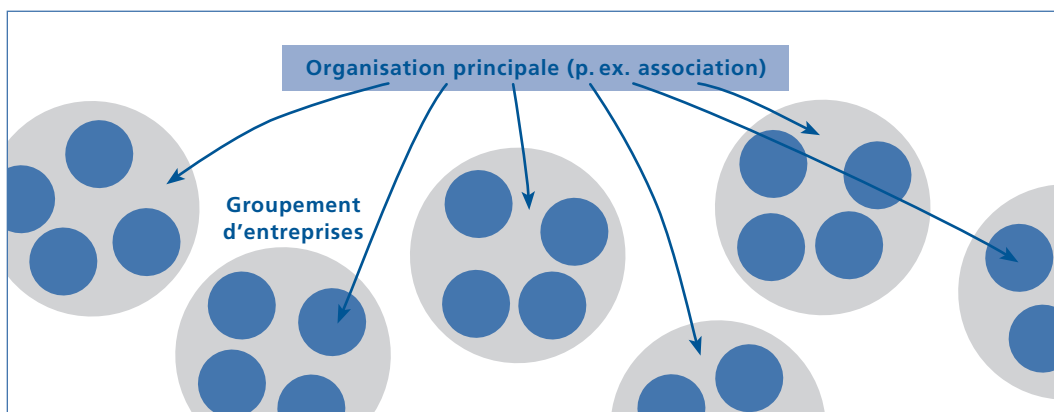 Organisation principale (p. ex. association)
Groupement
d'entreprises